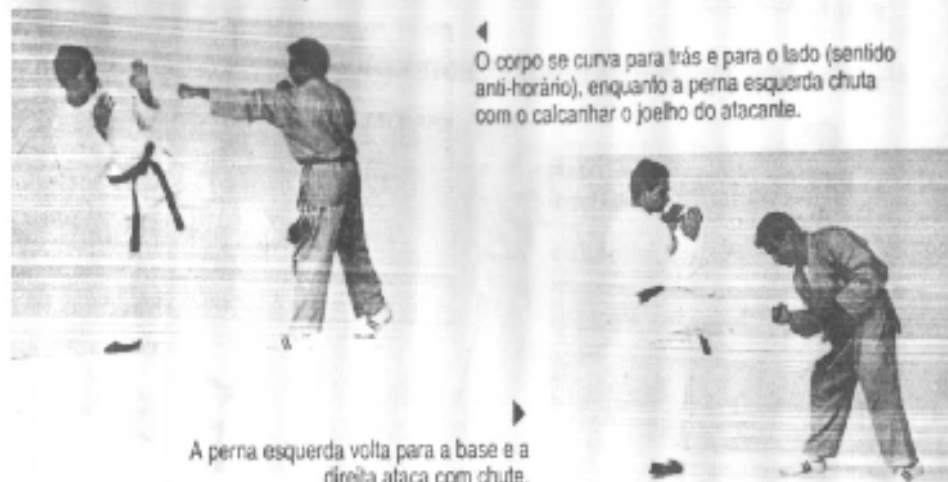 O corpo se curva para trás e para o lado (sentido
anti-horário), enquanto a perna esquerda chuta
com o calcanhar o joelho do atacante.
A perna esquerda volta para a base e a
direita ataca com chute.